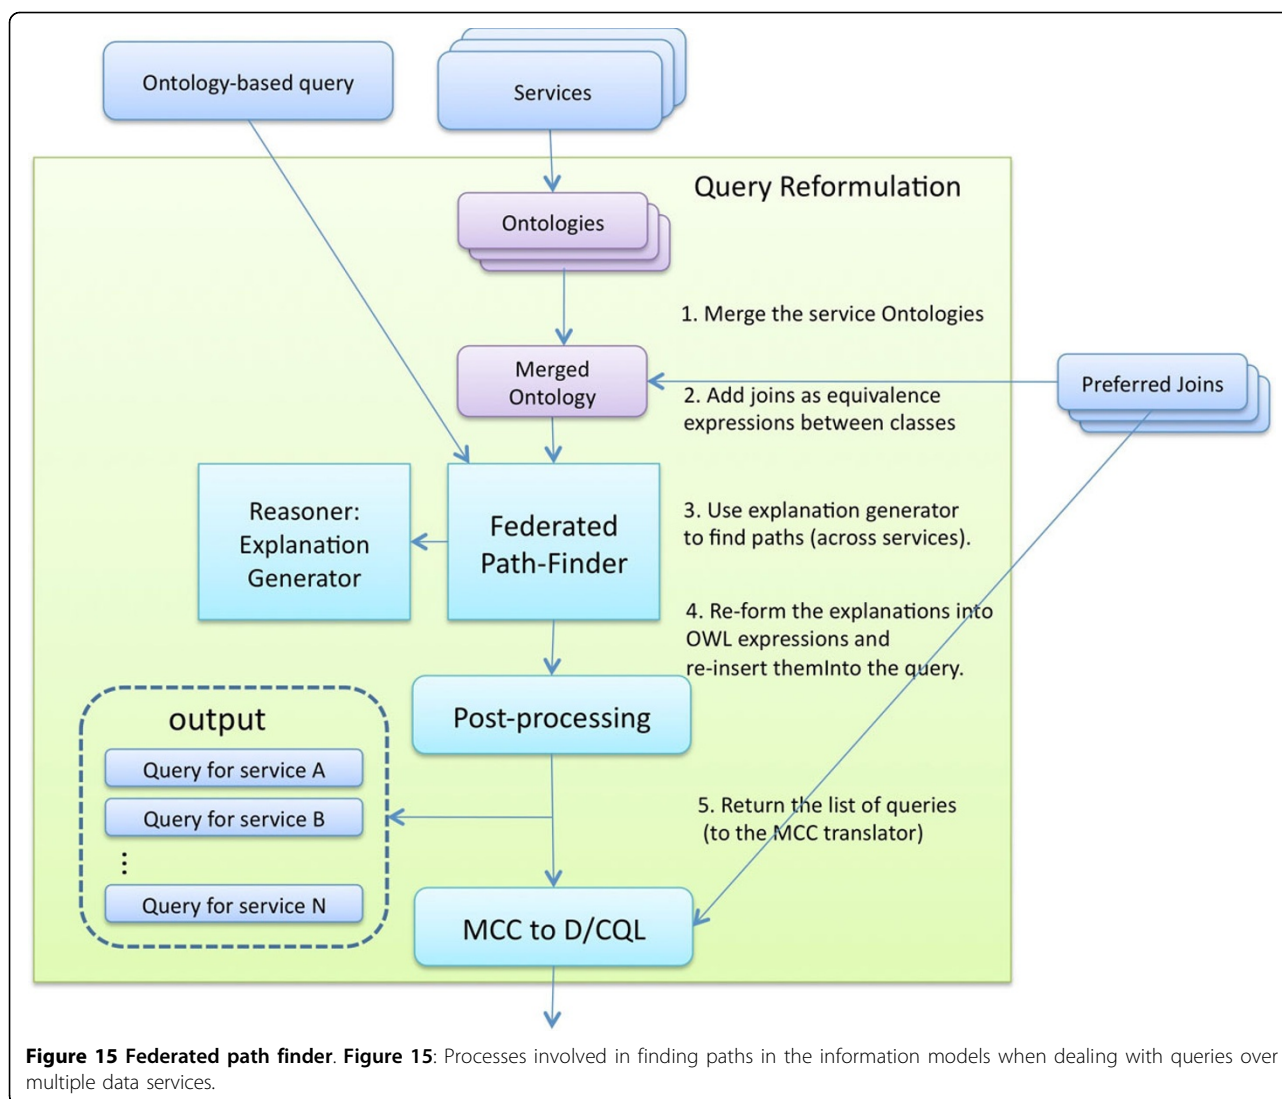 Ontology-based query
Services
Query Reformulation
Ontologies
1. Merge the service Ontologies
Merged
Ontology
Preferred Joins
2. Add joins as equivalence
expressions between classes
Reasoner:
Explanation
Generator
Federated
Path-Finder
3. Use explanation generator
to find paths (across services).
4. Re-form the explanations into
OWL expressions and
re-insert themInto the query.
Post-processing
output
Query for service A
Query for service B
⋮
Query for service N
5. Return the list of queries
(to the MCC translator)
MCC to D/CQL
Figure 15 Federated path finder. Figure 15: Processes involved in finding paths in the information models when dealing with queries over
multiple data services.